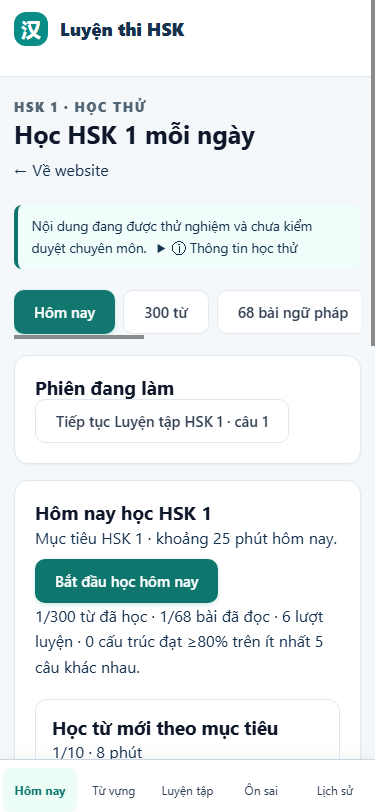 汉 Luyện thi HSK
HSK 1 · HỌC THỬ
Học HSK 1 mỗi ngày
← Về website
Nội dung đang được thử nghiệm và chưa kiểm
duyệt chuyên môn. ▶ ⓘ Thông tin học thử
Hôm nay 300 từ 68 bài ngữ pháp
Phiên đang làm
Tiếp tục Luyện tập HSK 1 · câu 1
Hôm nay học HSK 1
Mục tiêu HSK 1 · khoảng 25 phút hôm nay.
Bắt đầu học hôm nay
1/300 từ đã học · 1/68 bài đã đọc · 6 lượt
luyện · 0 cấu trúc đạt ≥80% trên ít nhất 5
câu khác nhau.
Học từ mới theo mục tiêu
1/10 · 8 phút
Hôm nay Từ vựng Luyện tập Ôn sai Lịch sử